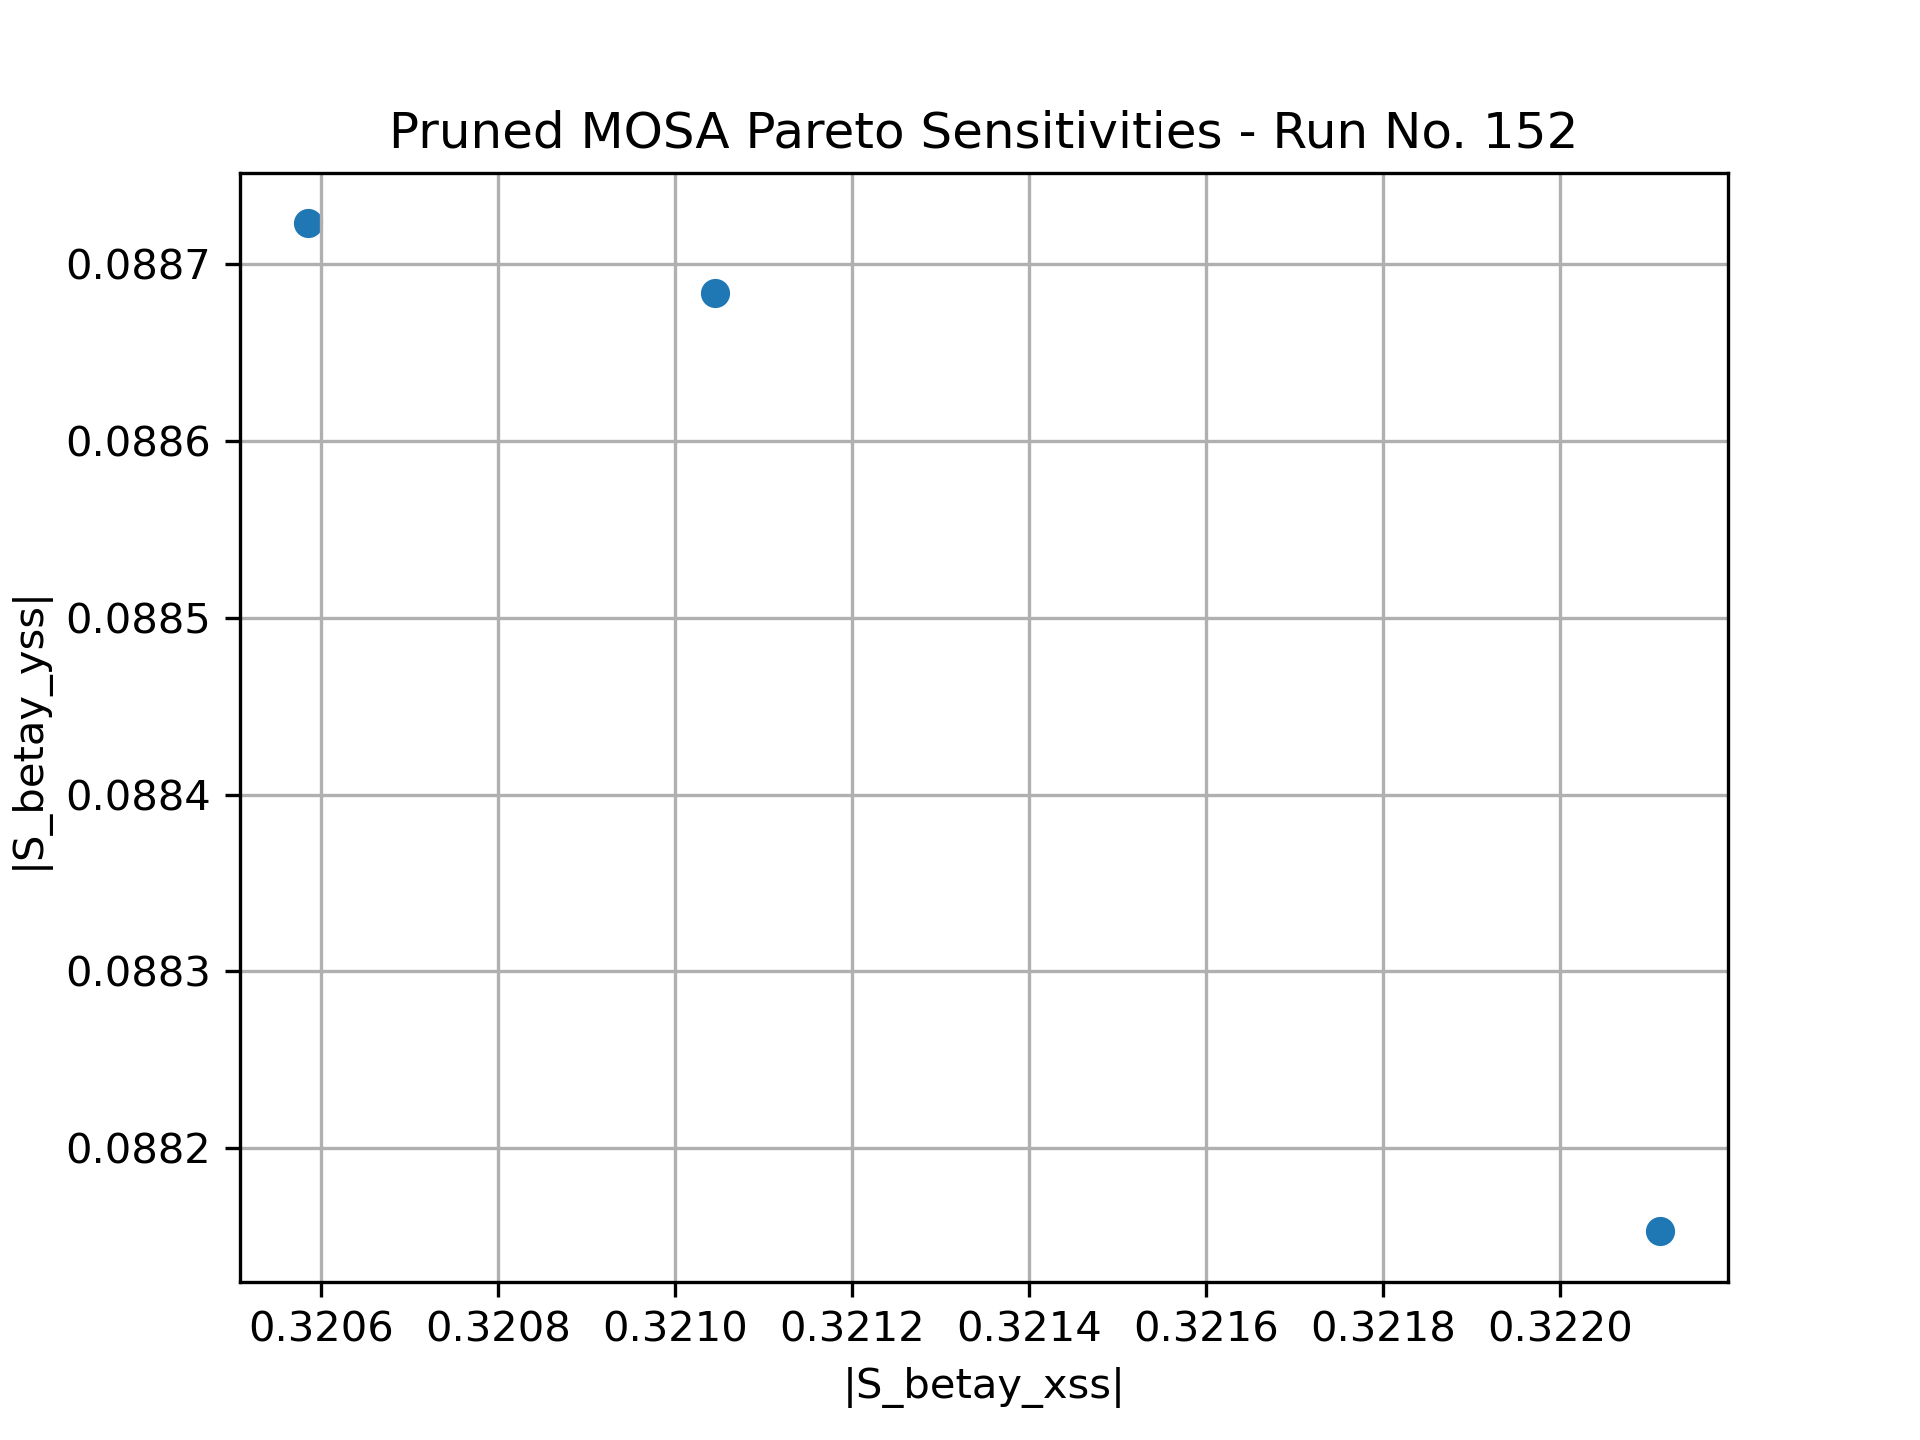 Pruned MOSA Pareto Sensitivities - Run No. 152
|S_betay_yss|
0.0887
0.0886
0.0885
0.0884
0.0883
0.0882
0.3206 0.3208 0.3210 0.3212 0.3214 0.3216 0.3218 0.3220
|S_betay_xss|